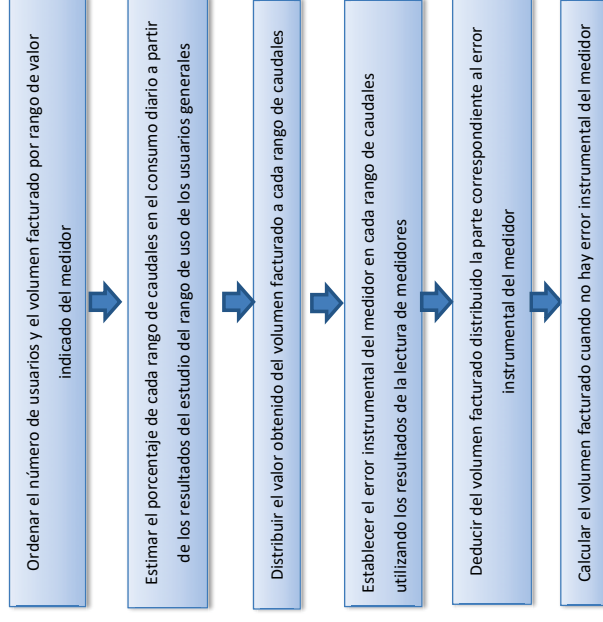 Ordenar el número de usuarios y el volumen facturado por rango de valor
indicado del medidor
Estimar el porcentaje de cada rango de caudales en el consumo diario a partir
de los resultados del estudio del rango de uso de los usuarios generales
Distribuir el valor obtenido del volumen facturado a cada rango de caudales
Establecer el error instrumental del medidor en cada rango de caudales
utilizando los resultados de la lectura de medidores
Deducir del volumen facturado distribuido la parte correspondiente al error
instrumental del medidor
Calcular el volumen facturado cuando no hay error instrumental del medidor